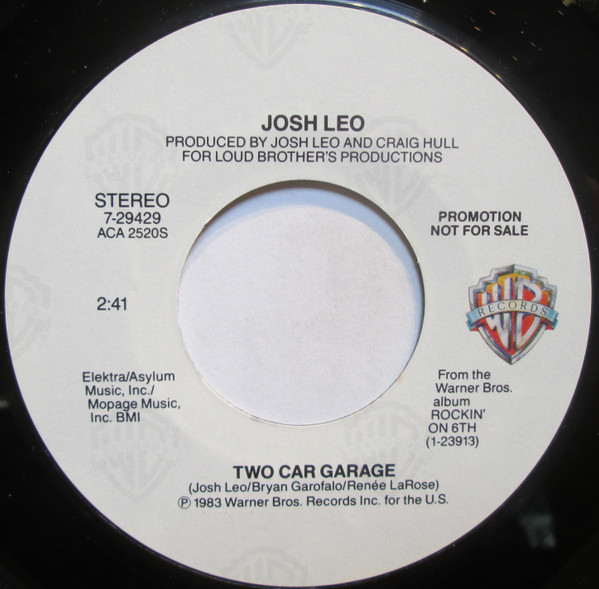 JOSH LEO
PRODUCED BY JOSH LEO AND CRAIG HULL
FOR LOUD BROTHER'S PRODUCTIONS
STEREO
7-29429
ACA 2520S
PROMOTION
NOT FOR SALE
2:41
WB
RECORDS
Elektra/Asylum
Music, Inc./
Mopage Music,
Inc. BMI
From the
Warner Bros.
album
ROCKIN'
ON 6TH
(1-23913)
TWO CAR GARAGE
(Josh Leo/Bryan Garofalo/Renée LaRose)
℗ 1983 Warner Bros. Records Inc. for the U.S.